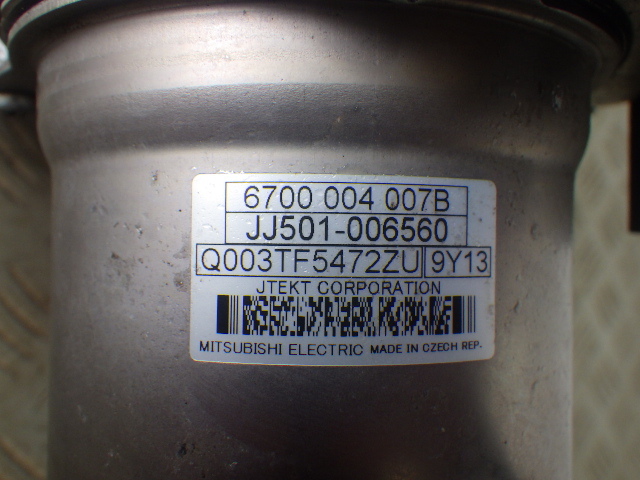 6700 004 007B
JJ501-006560
Q003TF5472ZU 9Y13
JTEKT CORPORATION
MITSUBISHI ELECTRIC MADE IN CZECH REP.